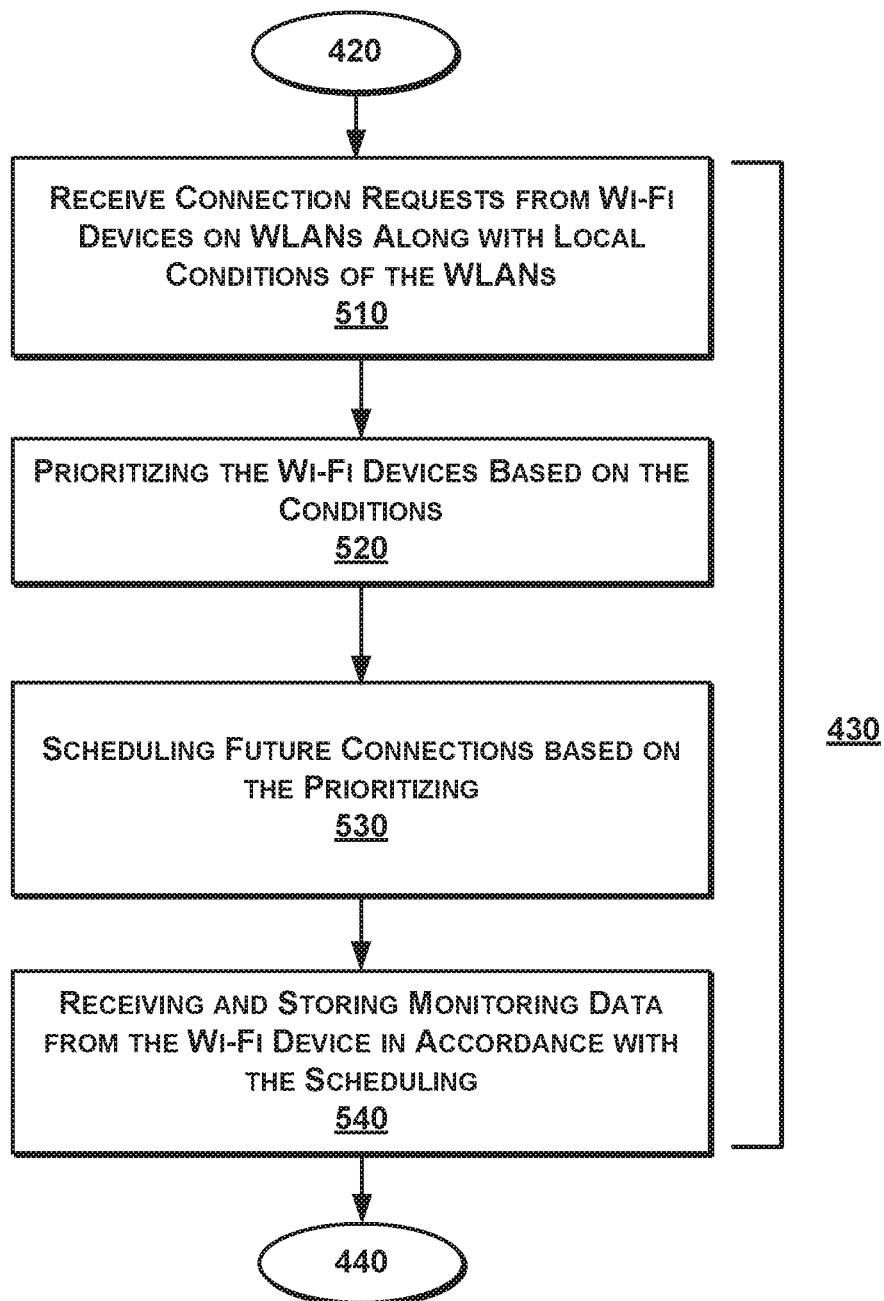 420
RECEIVE CONNECTION REQUESTS FROM WI-FI
DEVICES ON WLANS ALONG WITH LOCAL
CONDITIONS OF THE WLANS
510
PRIORITIZING THE WI-FI DEVICES BASED ON THE
CONDITIONS
520
SCHEDULING FUTURE CONNECTIONS BASED ON
THE PRIORITIZING
530
430
RECEIVING AND STORING MONITORING DATA
FROM THE WI-FI DEVICE IN ACCORDANCE WITH
THE SCHEDULING
540
440